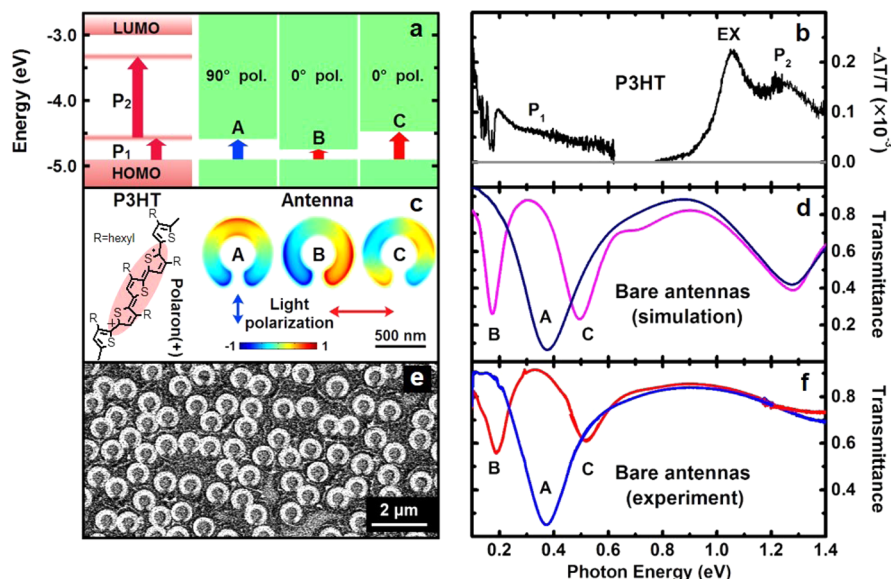 LUMO
a
-3.0
Energy (eV)
-4.0
-5.0
90° pol.
0° pol.
0° pol.
P2
A
B
C
P1
HOMO
b
EX
P2
P3HT
P1
0.2
0.1
0.0
-ΔT/T (×10⁻³)
P3HT
Antenna
c
R
R=hexyl
S
R
S
R
S
S
R
S
+
R
S
Polaron(+)
A
B
C
Light
polarization
-1
1
500 nm
d
0.8
0.6
0.4
0.2
Transmittance
B
A
C
Bare antennas
(simulation)
e
2 μm
f
0.8
0.6
0.4
Transmittance
B
A
C
Bare antennas
(experiment)
0.2
0.4
0.6
0.8
1.0
1.2
1.4
Photon Energy (eV)